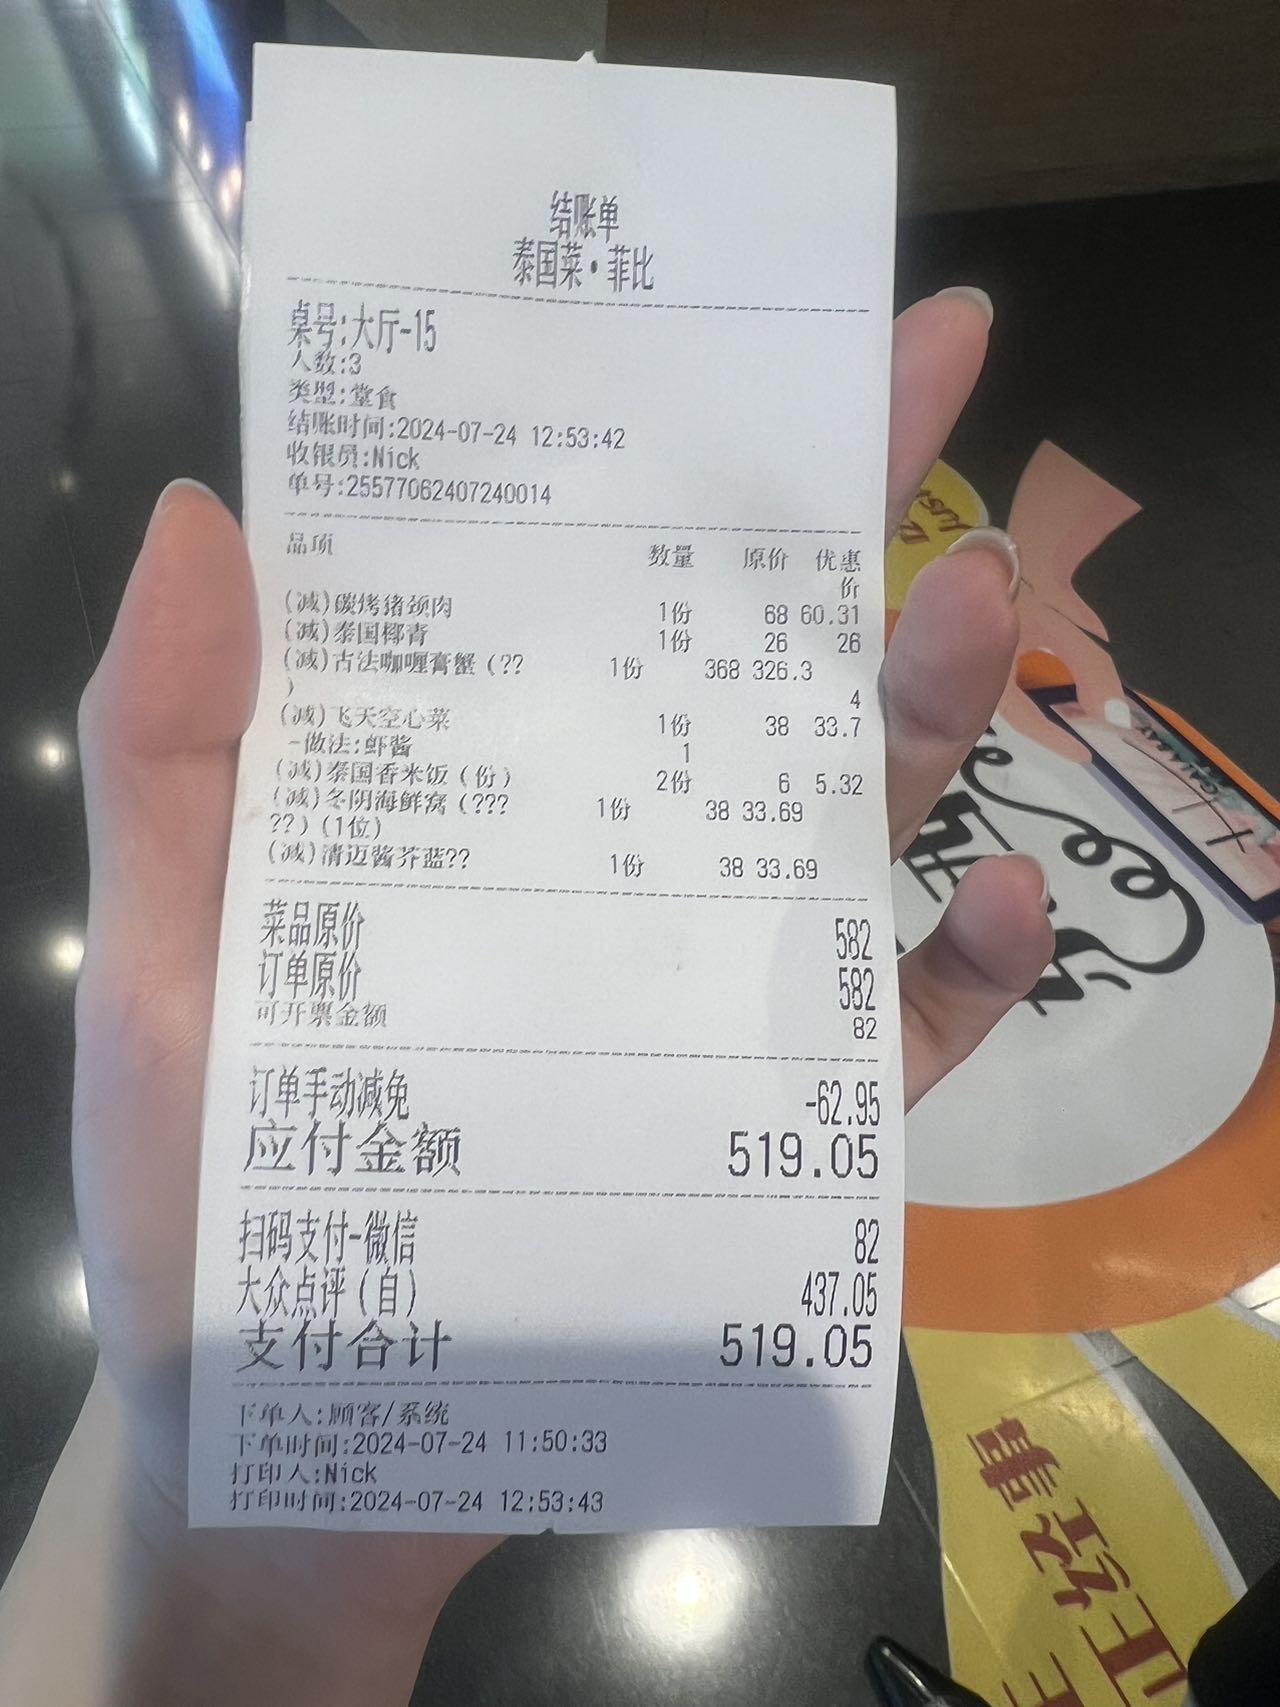 结账单
泰国菜·菲比
桌号:大厅-15
人数:3
类型:堂食
结账时间:2024-07-24 12:53:42
收银员:Nick
单号:25577062407240014
品项 数量 原价 优惠价
(减)碳烤猪颈肉 1份 68 60.31
(减)泰国椰青 1份 26 26
(减)古法咖喱膏蟹(?? 1份 368 326.3
) 4
(减)飞天空心菜 1份 38 33.7
-做法:虾酱 1
(减)泰国香米饭(份) 2份 6 5.32
(减)冬阴海鲜窝(??? 1份 38 33.69
??)(1位)
(减)清迈酱芥蓝?? 1份 38 33.69
菜品原价 582
订单原价 582
可开票金额 82
订单手动减免 -62.95
应付金额 519.05
扫码支付-微信 82
大众点评(自) 437.05
支付合计 519.05
下单人:顾客/系统
下单时间:2024-07-24 11:50:33
打印人:Nick
打印时间:2024-07-24 12:53:43
正经事